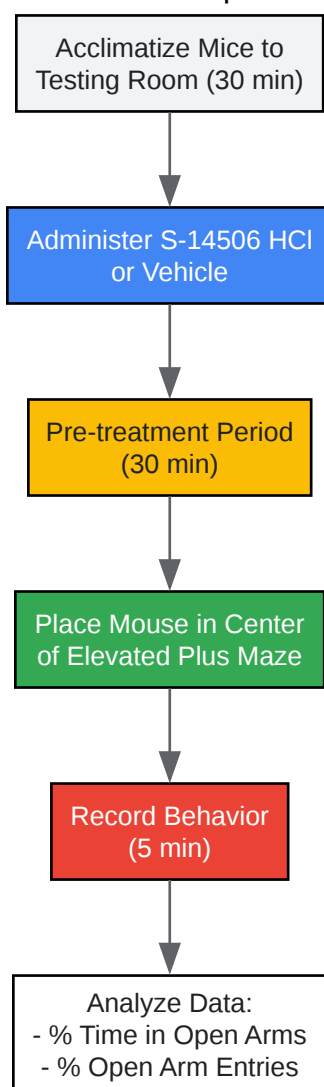 Acclimatize Mice to
Testing Room (30 min)
Administer S-14506 HCl
or Vehicle
Pre-treatment Period
(30 min)
Place Mouse in Center
of Elevated Plus Maze
Record Behavior
(5 min)
Analyze Data:
- % Time in Open Arms
- % Open Arm Entries